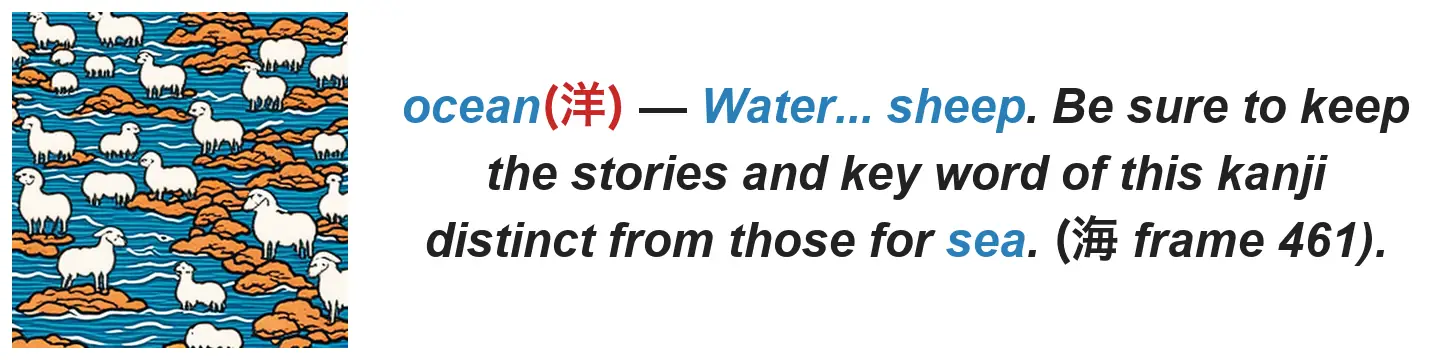 ocean(洋) — Water... sheep. Be sure to keep
the stories and key word of this kanji
distinct from those for sea. (海 frame 461).